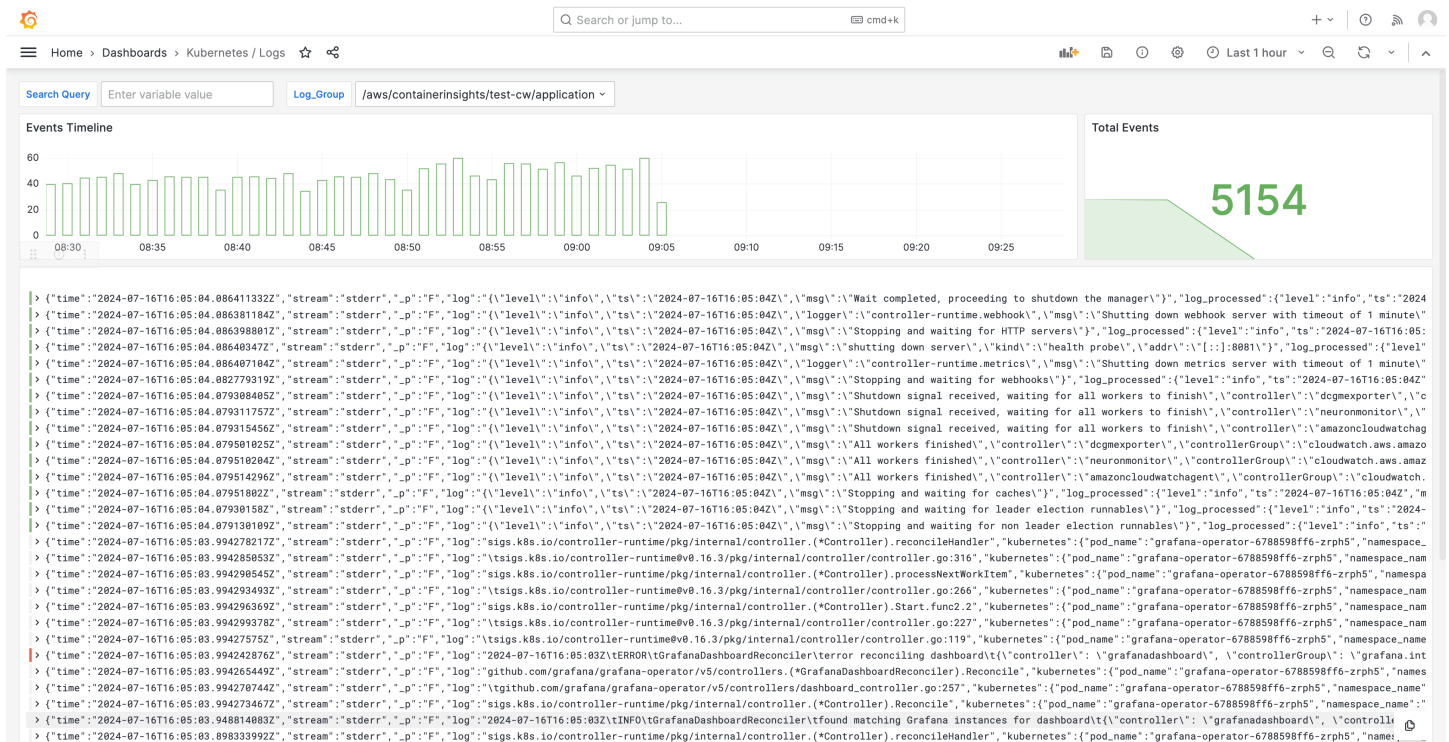 Search or jump to...
cmd+k
Home > Dashboards > Kubernetes / Logs
Last 1 hour
Search Query
Enter variable value
Log_Group
/aws/containerinsights/test-cw/application
Events Timeline
60
40
20
0
08:30 08:35 08:40 08:45 08:50 08:55 09:00 09:05 09:10 09:15 09:20 09:25
Total Events
5154
> {"time":"2024-07-16T16:05:04.086411332Z","stream":"stderr","_p":"F","log":"{\"level\":\"info\",\"ts\":\"2024-07-16T16:05:04Z\",\"msg\":\"Wait completed, proceeding to shutdown the manager\"}","log_processed":{"level":"info","ts":"2024
> {"time":"2024-07-16T16:05:04.086381184Z","stream":"stderr","_p":"F","log":"{\"level\":\"info\",\"ts\":\"2024-07-16T16:05:04Z\",\"logger\":\"controller-runtime.webhook\",\"msg\":\"Shutting down webhook server with timeout of 1 minute\"
> {"time":"2024-07-16T16:05:04.086398801Z","stream":"stderr","_p":"F","log":"{\"level\":\"info\",\"ts\":\"2024-07-16T16:05:04Z\",\"msg\":\"Stopping and waiting for HTTP servers\"}","log_processed":{"level":"info","ts":"2024-07-16T16:05:
> {"time":"2024-07-16T16:05:04.08640347Z","stream":"stderr","_p":"F","log":"{\"level\":\"info\",\"ts\":\"2024-07-16T16:05:04Z\",\"msg\":\"shutting down server\",\"kind\":\"health probe\",\"addr\":\"[::]:8081\"}","log_processed":{"level"
> {"time":"2024-07-16T16:05:04.086407104Z","stream":"stderr","_p":"F","log":"{\"level\":\"info\",\"ts\":\"2024-07-16T16:05:04Z\",\"logger\":\"controller-runtime.metrics\",\"msg\":\"Shutting down metrics server with timeout of 1 minute\"
> {"time":"2024-07-16T16:05:04.082779319Z","stream":"stderr","_p":"F","log":"{\"level\":\"info\",\"ts\":\"2024-07-16T16:05:04Z\",\"msg\":\"Stopping and waiting for webhooks\"}","log_processed":{"level":"info","ts":"2024-07-16T16:05:04Z"
> {"time":"2024-07-16T16:05:04.079308405Z","stream":"stderr","_p":"F","log":"{\"level\":\"info\",\"ts\":\"2024-07-16T16:05:04Z\",\"msg\":\"Shutdown signal received, waiting for all workers to finish\",\"controller\":\"dcgmexporter\",\"c
> {"time":"2024-07-16T16:05:04.079311757Z","stream":"stderr","_p":"F","log":"{\"level\":\"info\",\"ts\":\"2024-07-16T16:05:04Z\",\"msg\":\"Shutdown signal received, waiting for all workers to finish\",\"controller\":\"neuronmonitor\",\"
> {"time":"2024-07-16T16:05:04.079315456Z","stream":"stderr","_p":"F","log":"{\"level\":\"info\",\"ts\":\"2024-07-16T16:05:04Z\",\"msg\":\"Shutdown signal received, waiting for all workers to finish\",\"controller\":\"amazoncloudwatchag
> {"time":"2024-07-16T16:05:04.079501025Z","stream":"stderr","_p":"F","log":"{\"level\":\"info\",\"ts\":\"2024-07-16T16:05:04Z\",\"msg\":\"All workers finished\",\"controller\":\"dcgmexporter\",\"controllerGroup\":\"cloudwatch.aws.amazo
> {"time":"2024-07-16T16:05:04.079510204Z","stream":"stderr","_p":"F","log":"{\"level\":\"info\",\"ts\":\"2024-07-16T16:05:04Z\",\"msg\":\"All workers finished\",\"controller\":\"neuronmonitor\",\"controllerGroup\":\"cloudwatch.aws.amaz
> {"time":"2024-07-16T16:05:04.079514296Z","stream":"stderr","_p":"F","log":"{\"level\":\"info\",\"ts\":\"2024-07-16T16:05:04Z\",\"msg\":\"All workers finished\",\"controller\":\"amazoncloudwatchagent\",\"controllerGroup\":\"cloudwatch.
> {"time":"2024-07-16T16:05:04.07951802Z","stream":"stderr","_p":"F","log":"{\"level\":\"info\",\"ts\":\"2024-07-16T16:05:04Z\",\"msg\":\"Stopping and waiting for caches\"}","log_processed":{"level":"info","ts":"2024-07-16T16:05:04Z","m
> {"time":"2024-07-16T16:05:04.07930158Z","stream":"stderr","_p":"F","log":"{\"level\":\"info\",\"ts\":\"2024-07-16T16:05:04Z\",\"msg\":\"Stopping and waiting for leader election runnables\"}","log_processed":{"level":"info","ts":"2024-
> {"time":"2024-07-16T16:05:04.079130109Z","stream":"stderr","_p":"F","log":"{\"level\":\"info\",\"ts\":\"2024-07-16T16:05:04Z\",\"msg\":\"Stopping and waiting for non leader election runnables\"}","log_processed":{"level":"info","ts":"
> {"time":"2024-07-16T16:05:03.994278217Z","stream":"stderr","_p":"F","log":"sigs.k8s.io/controller-runtime/pkg/internal/controller.(*Controller).reconcileHandler","kubernetes":{"pod_name":"grafana-operator-6788598ff6-zrph5","namespace_
> {"time":"2024-07-16T16:05:03.994285053Z","stream":"stderr","_p":"F","log":"\tsigs.k8s.io/controller-runtime@v0.16.3/pkg/internal/controller/controller.go:316","kubernetes":{"pod_name":"grafana-operator-6788598ff6-zrph5","namespace_nam
> {"time":"2024-07-16T16:05:03.994290545Z","stream":"stderr","_p":"F","log":"sigs.k8s.io/controller-runtime/pkg/internal/controller.(*Controller).processNextWorkItem","kubernetes":{"pod_name":"grafana-operator-6788598ff6-zrph5","namespa
> {"time":"2024-07-16T16:05:03.994293493Z","stream":"stderr","_p":"F","log":"\tsigs.k8s.io/controller-runtime@v0.16.3/pkg/internal/controller/controller.go:266","kubernetes":{"pod_name":"grafana-operator-6788598ff6-zrph5","namespace_nam
> {"time":"2024-07-16T16:05:03.994296369Z","stream":"stderr","_p":"F","log":"sigs.k8s.io/controller-runtime/pkg/internal/controller.(*Controller).Start.func2.2","kubernetes":{"pod_name":"grafana-operator-6788598ff6-zrph5","namespace_nam
> {"time":"2024-07-16T16:05:03.994299378Z","stream":"stderr","_p":"F","log":"\tsigs.k8s.io/controller-runtime@v0.16.3/pkg/internal/controller/controller.go:227","kubernetes":{"pod_name":"grafana-operator-6788598ff6-zrph5","namespace_nam
> {"time":"2024-07-16T16:05:03.99427575Z","stream":"stderr","_p":"F","log":"\tsigs.k8s.io/controller-runtime@v0.16.3/pkg/internal/controller/controller.go:119","kubernetes":{"pod_name":"grafana-operator-6788598ff6-zrph5","namespace_name
> {"time":"2024-07-16T16:05:03.994242876Z","stream":"stderr","_p":"F","log":"2024-07-16T16:05:03Z\tERROR\tGrafanaDashboardReconciler\terror reconciling dashboard\t{\"controller\": \"grafanadashboard\", \"controllerGroup\": \"grafana.int
> {"time":"2024-07-16T16:05:03.994265449Z","stream":"stderr","_p":"F","log":"github.com/grafana/grafana-operator/v5/controllers.(*GrafanaDashboardReconciler).Reconcile","kubernetes":{"pod_name":"grafana-operator-6788598ff6-zrph5","names
> {"time":"2024-07-16T16:05:03.994270744Z","stream":"stderr","_p":"F","log":"\tgithub.com/grafana/grafana-operator/v5/controllers/dashboard_controller.go:257","kubernetes":{"pod_name":"grafana-operator-6788598ff6-zrph5","namespace_name"
> {"time":"2024-07-16T16:05:03.994273467Z","stream":"stderr","_p":"F","log":"sigs.k8s.io/controller-runtime/pkg/internal/controller.(*Controller).Reconcile","kubernetes":{"pod_name":"grafana-operator-6788598ff6-zrph5","namespace_name":"
> {"time":"2024-07-16T16:05:03.948814083Z","stream":"stderr","_p":"F","log":"2024-07-16T16:05:03Z\tINFO\tGrafanaDashboardReconciler\tfound matching Grafana instances for dashboard\t{\"controller\": \"grafanadashboard\", \"controlle
> {"time":"2024-07-16T16:05:03.898333992Z","stream":"stderr","_p":"F","log":"sigs.k8s.io/controller-runtime/pkg/internal/controller.(*Controller).reconcileHandler","kubernetes":{"pod_name":"grafana-operator-6788598ff6-zrph5","names